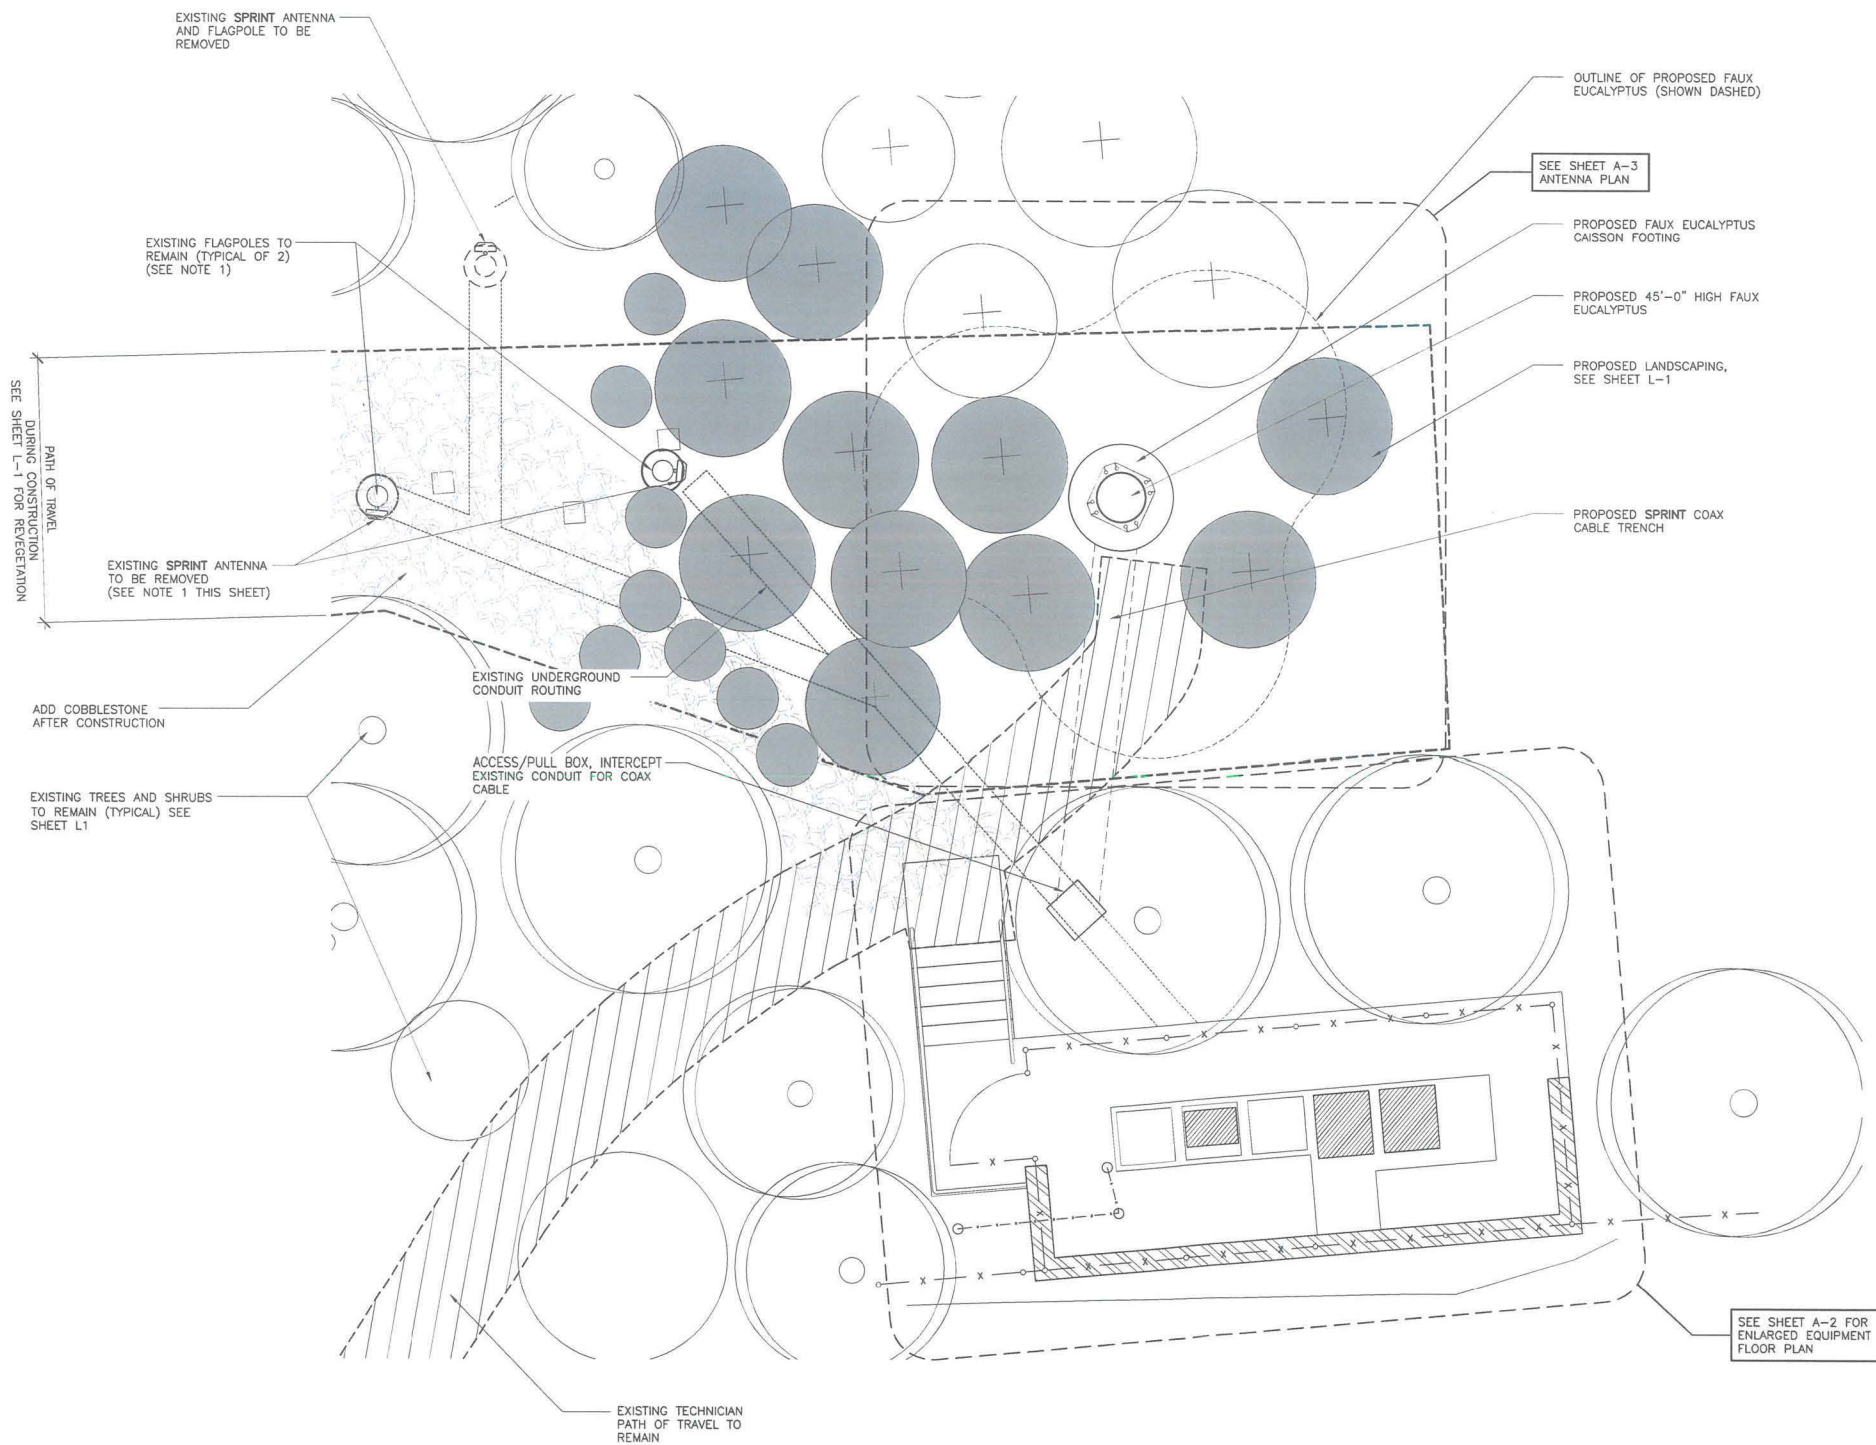 EXISTING SPRINT ANTENNA
AND FLAGPOLE TO BE
REMOVED
OUTLINE OF PROPOSED FAUX
EUCALYPTUS (SHOWN DASHED)
SEE SHEET A-3
ANTENNA PLAN
PROPOSED FAUX EUCALYPTUS
CAISSON FOOTING
EXISTING FLAGPOLES TO
REMAIN (TYPICAL OF 2)
(SEE NOTE 1)
PROPOSED 45'-0" HIGH FAUX
EUCALYPTUS
PROPOSED LANDSCAPING,
SEE SHEET L-1
PATH OF TRAVEL
DURING CONSTRUCTION
SEE SHEET L-1 FOR REVEGETATION
PROPOSED SPRINT COAX
CABLE TRENCH
EXISTING SPRINT ANTENNA
TO BE REMOVED
(SEE NOTE 1 THIS SHEET)
EXISTING UNDERGROUND
CONDUIT ROUTING
ADD COBBLESTONE
AFTER CONSTRUCTION
ACCESS/PULL BOX, INTERCEPT
EXISTING CONDUIT FOR COAX
CABLE
EXISTING TREES AND SHRUBS
TO REMAIN (TYPICAL) SEE
SHEET L1
SEE SHEET A-2 FOR
ENLARGED EQUIPMENT
FLOOR PLAN
EXISTING TECHNICIAN
PATH OF TRAVEL TO
REMAIN